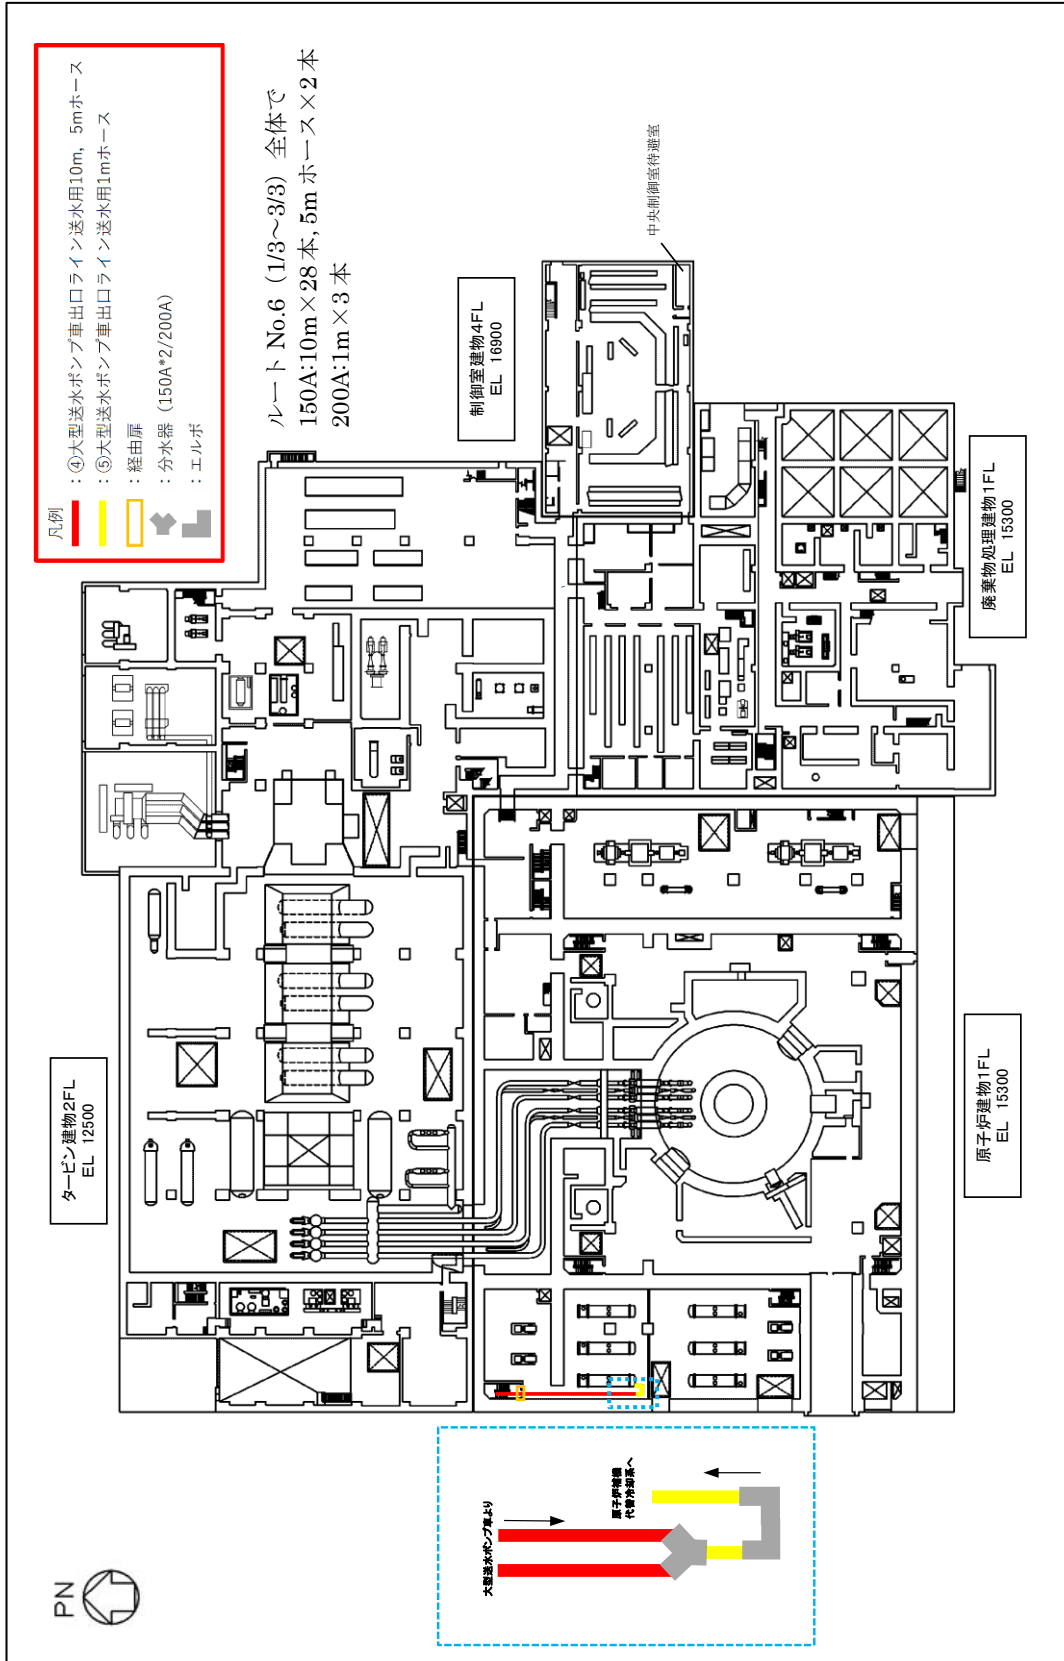 凡例
：④大型送水ポンプ車出口ライン送水用10m，5mホース
：⑤大型送水ポンプ車出口ライン送水用1mホース
：経由扉
：分水器（150A*2/200A）
：エルボ
ルート No.6（1/3～3/3）全体で
150A:10m×28本,5m ホース×2本
200A:1m×3本
中央制御室待避室
制御室建物4FL
EL 16900
廃棄物処理建物1FL
EL 15300
タービン建物2FL
EL 12500
原子炉建物1FL
EL 15300
大型送水ポンプ車より
原子炉補機
代替冷却系へ
PN